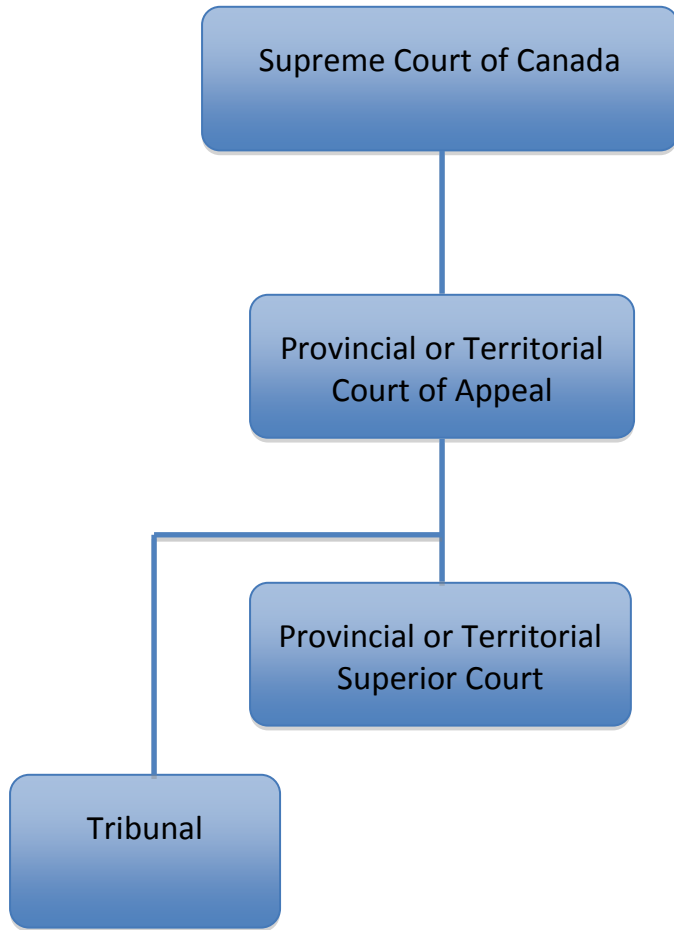 Supreme Court of Canada
Provincial or Territorial
Court of Appeal
Provincial or Territorial
Superior Court
Tribunal